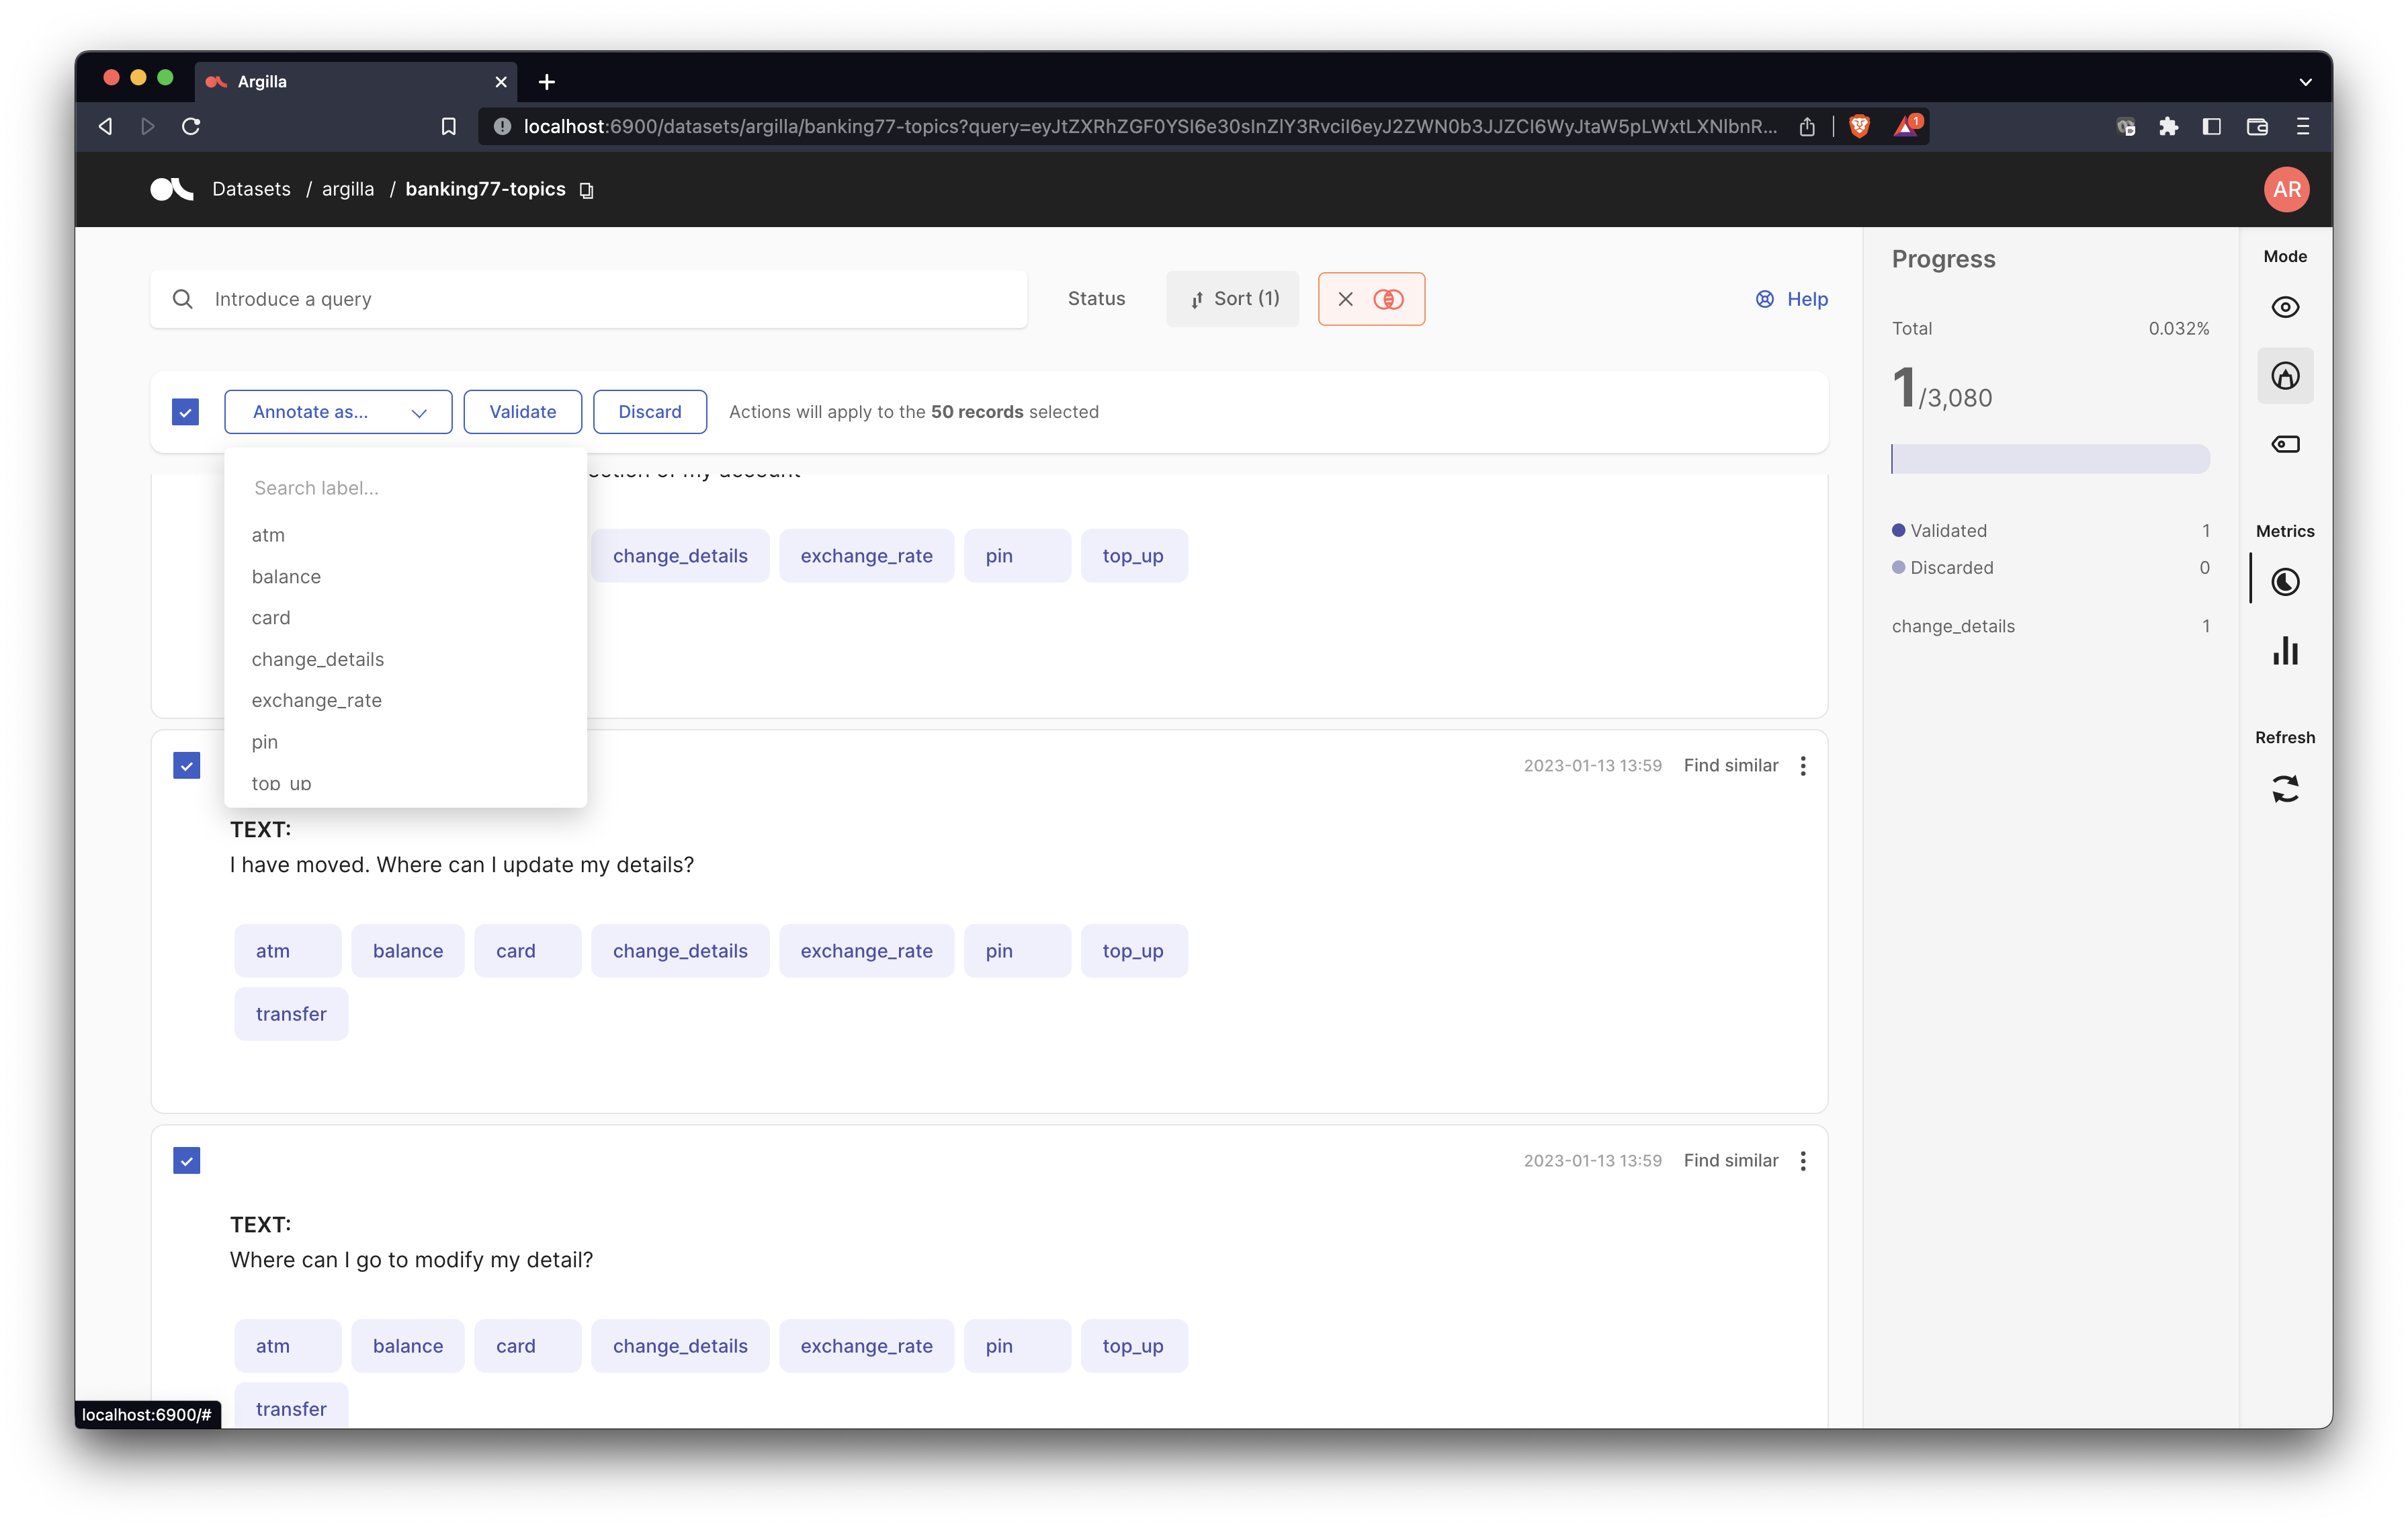 Argilla
localhost:6900/datasets/argilla/banking77-topics?query=eyJtZXRhZGF0YSI6e30sInZlY3RvciI6eyJ2ZWN0b3JJZCI6WyJtaW5pLWxtLXNlbnR... 1
Datasets / argilla / banking77-topics
AR
Introduce a query
Status
Sort (1)
Help
Annotate as...
Validate
Discard
Actions will apply to the 50 records selected
of my account
Search label...
atm
balance
card
change_details
exchange_rate
pin
top_up
change_details exchange_rate pin top_up
2023-01-13 13:59 Find similar
TEXT:
I have moved. Where can I update my details?
atm balance card change_details exchange_rate pin top_up
transfer
2023-01-13 13:59 Find similar
TEXT:
Where can I go to modify my detail?
atm balance card change_details exchange_rate pin top_up
transfer
localhost:6900/#
Progress
Total 0.032%
1/3,080
Validated 1
Discarded 0
change_details 1
Mode
Metrics
Refresh